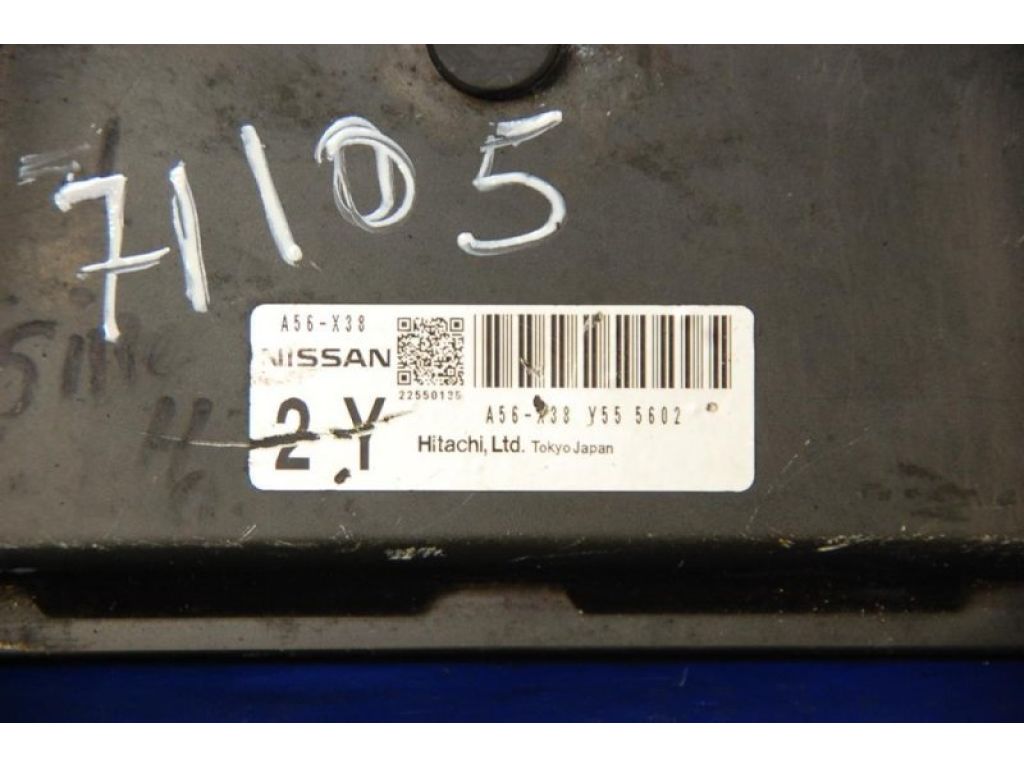 71105
A56-X38
NISSAN
22550135
2 Y
A56-X38 Y55 5602
Hitachi, Ltd. Tokyo Japan